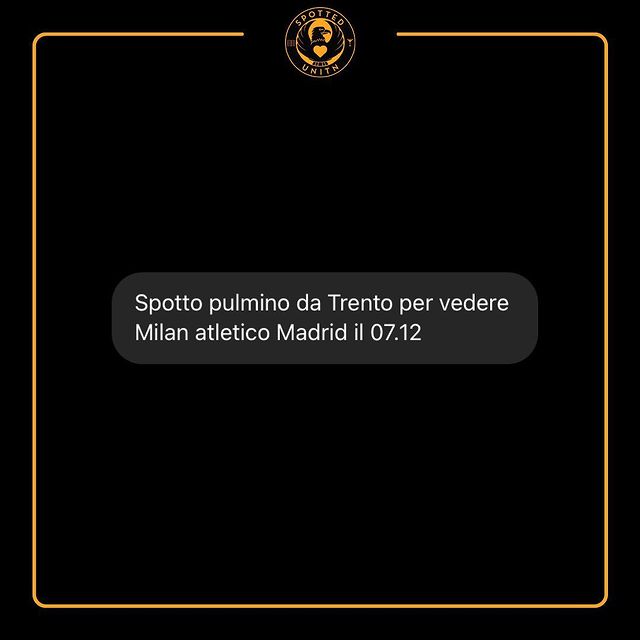 SPOTTED
UNITN
Spotto pulmino da Trento per vedere
Milan atletico Madrid il 07.12